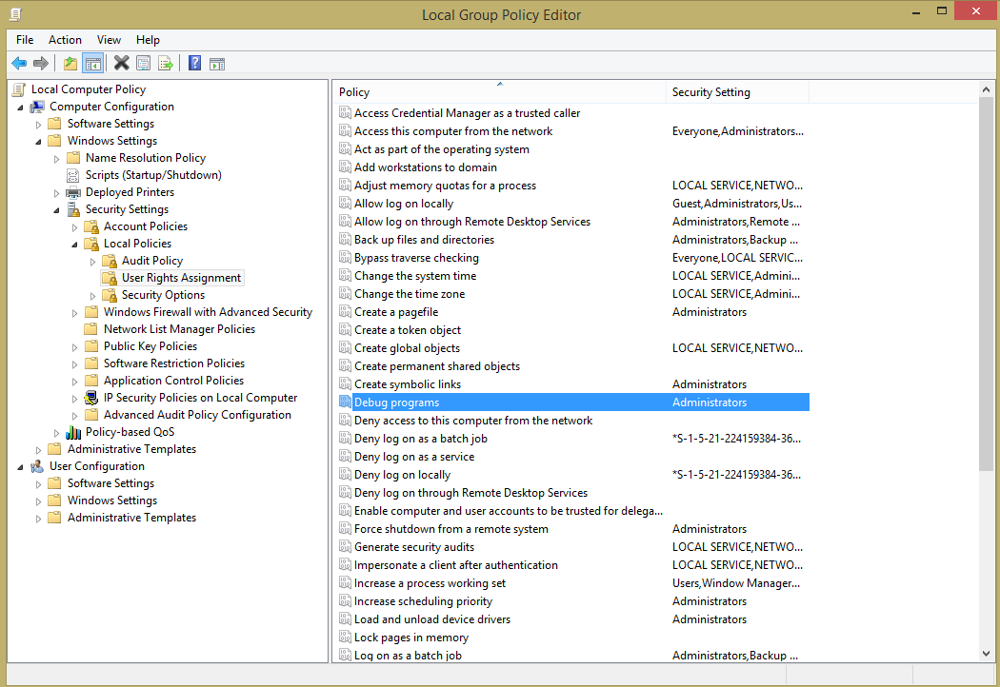 Local Group Policy Editor
File Action View Help
Local Computer Policy
Computer Configuration
Software Settings
Windows Settings
Name Resolution Policy
Scripts (Startup/Shutdown)
Deployed Printers
Security Settings
Account Policies
Local Policies
Audit Policy
User Rights Assignment
Security Options
Windows Firewall with Advanced Security
Network List Manager Policies
Public Key Policies
Software Restriction Policies
Application Control Policies
IP Security Policies on Local Computer
Advanced Audit Policy Configuration
Policy-based QoS
Administrative Templates
User Configuration
Software Settings
Windows Settings
Administrative Templates
Policy Security Setting
Access Credential Manager as a trusted caller
Access this computer from the network Everyone,Administrators...
Act as part of the operating system
Add workstations to domain
Adjust memory quotas for a process LOCAL SERVICE,NETWO...
Allow log on locally Guest,Administrators,Us...
Allow log on through Remote Desktop Services Administrators,Remote ...
Back up files and directories Administrators,Backup ...
Bypass traverse checking Everyone,LOCAL SERVIC...
Change the system time LOCAL SERVICE,Admini...
Change the time zone LOCAL SERVICE,Admini...
Create a pagefile Administrators
Create a token object
Create global objects LOCAL SERVICE,NETWO...
Create permanent shared objects
Create symbolic links Administrators
Debug programs Administrators
Deny access to this computer from the network
Deny log on as a batch job *S-1-5-21-224159384-36...
Deny log on as a service
Deny log on locally *S-1-5-21-224159384-36...
Deny log on through Remote Desktop Services
Enable computer and user accounts to be trusted for delega...
Force shutdown from a remote system Administrators
Generate security audits LOCAL SERVICE,NETWO...
Impersonate a client after authentication LOCAL SERVICE,NETWO...
Increase a process working set Users,Window Manager...
Increase scheduling priority Administrators
Load and unload device drivers Administrators
Lock pages in memory
Log on as a batch job Administrators,Backup ...